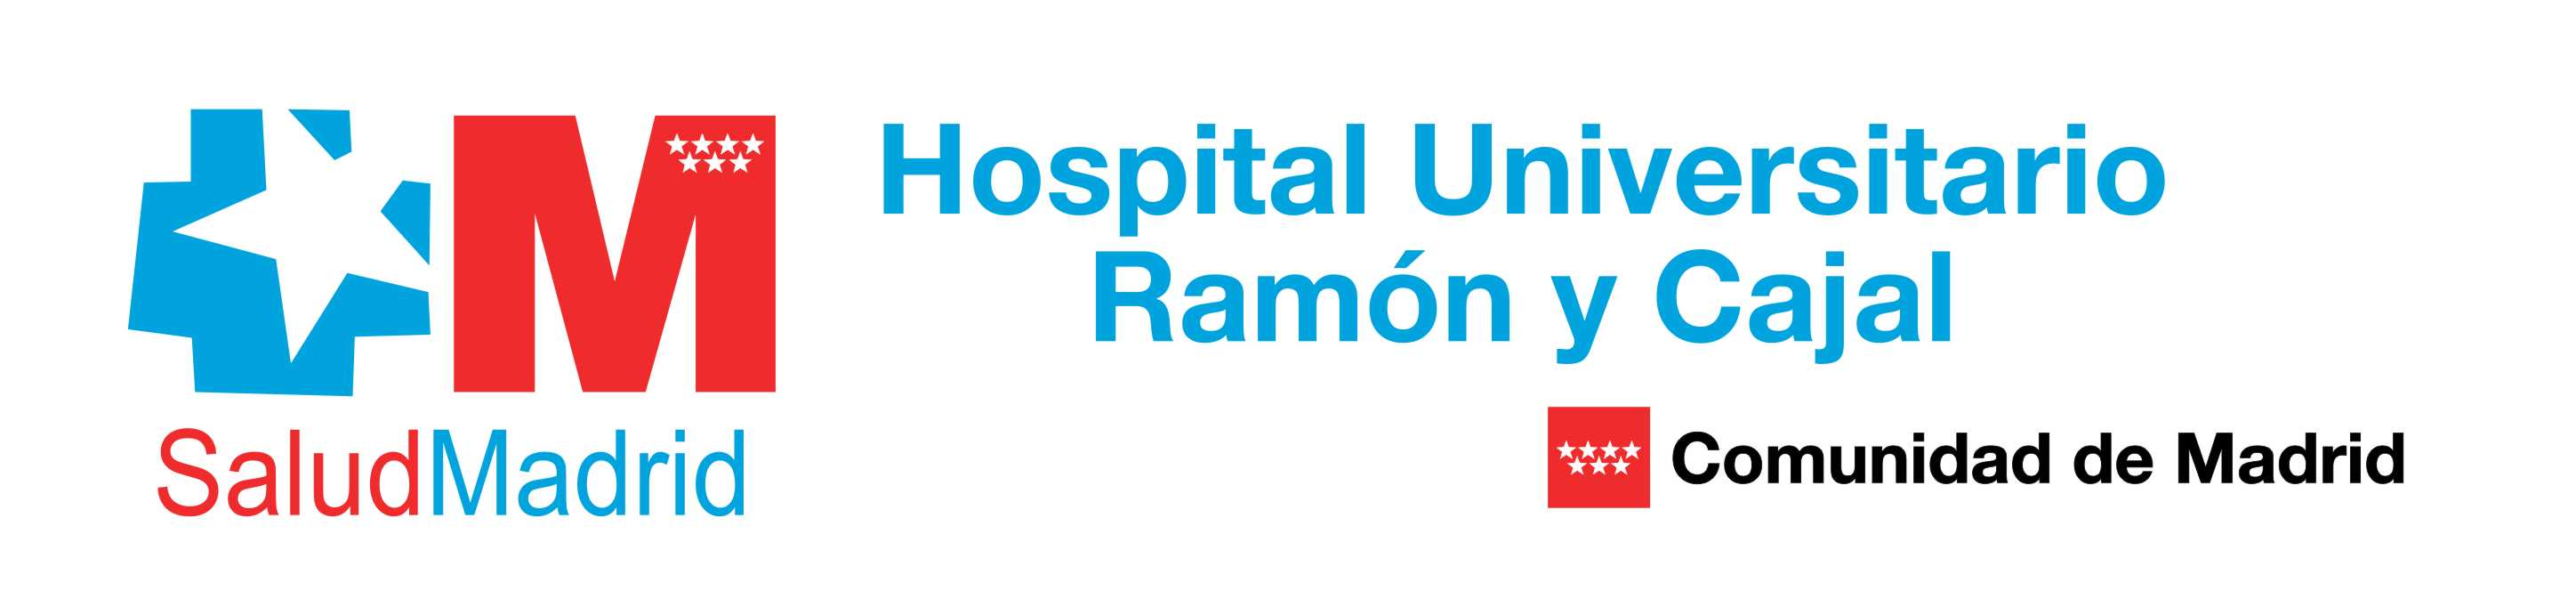 M
SaludMadrid
Hospital Universitario
Ramón y Cajal
Comunidad de Madrid